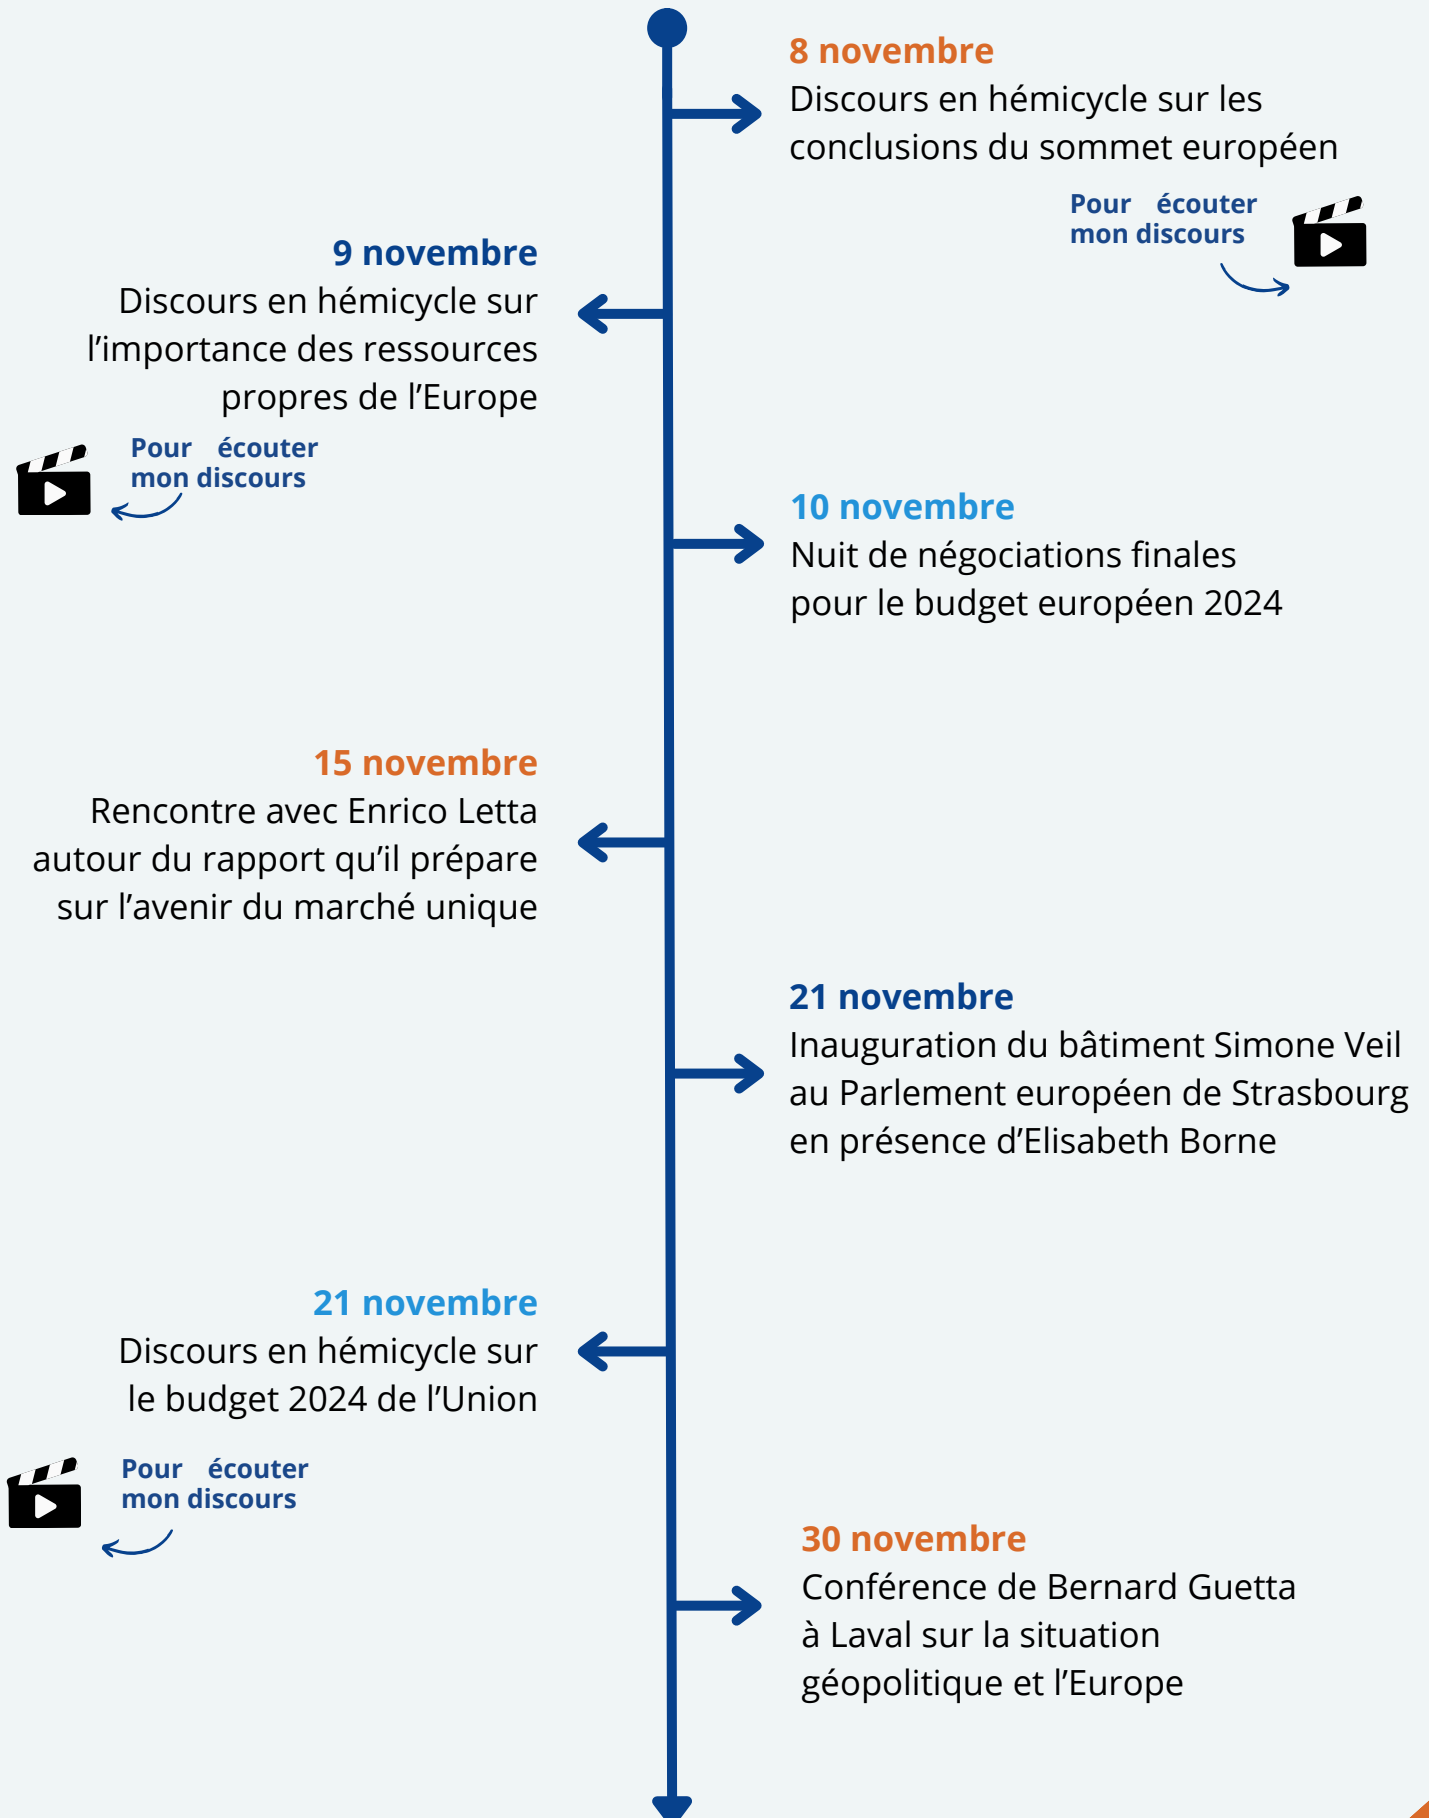 8 novembre
Discours en hémicycle sur les
conclusions du sommet européen
Pour écouter
mon discours
9 novembre
Discours en hémicycle sur
l’importance des ressources
propres de l’Europe
Pour écouter
mon discours
10 novembre
Nuit de négociations finales
pour le budget européen 2024
15 novembre
Rencontre avec Enrico Letta
autour du rapport qu’il prépare
sur l’avenir du marché unique
21 novembre
Inauguration du bâtiment Simone Veil
au Parlement européen de Strasbourg
en présence d’Elisabeth Borne
21 novembre
Discours en hémicycle sur
le budget 2024 de l’Union
Pour écouter
mon discours
30 novembre
Conférence de Bernard Guetta
à Laval sur la situation
géopolitique et l’Europe